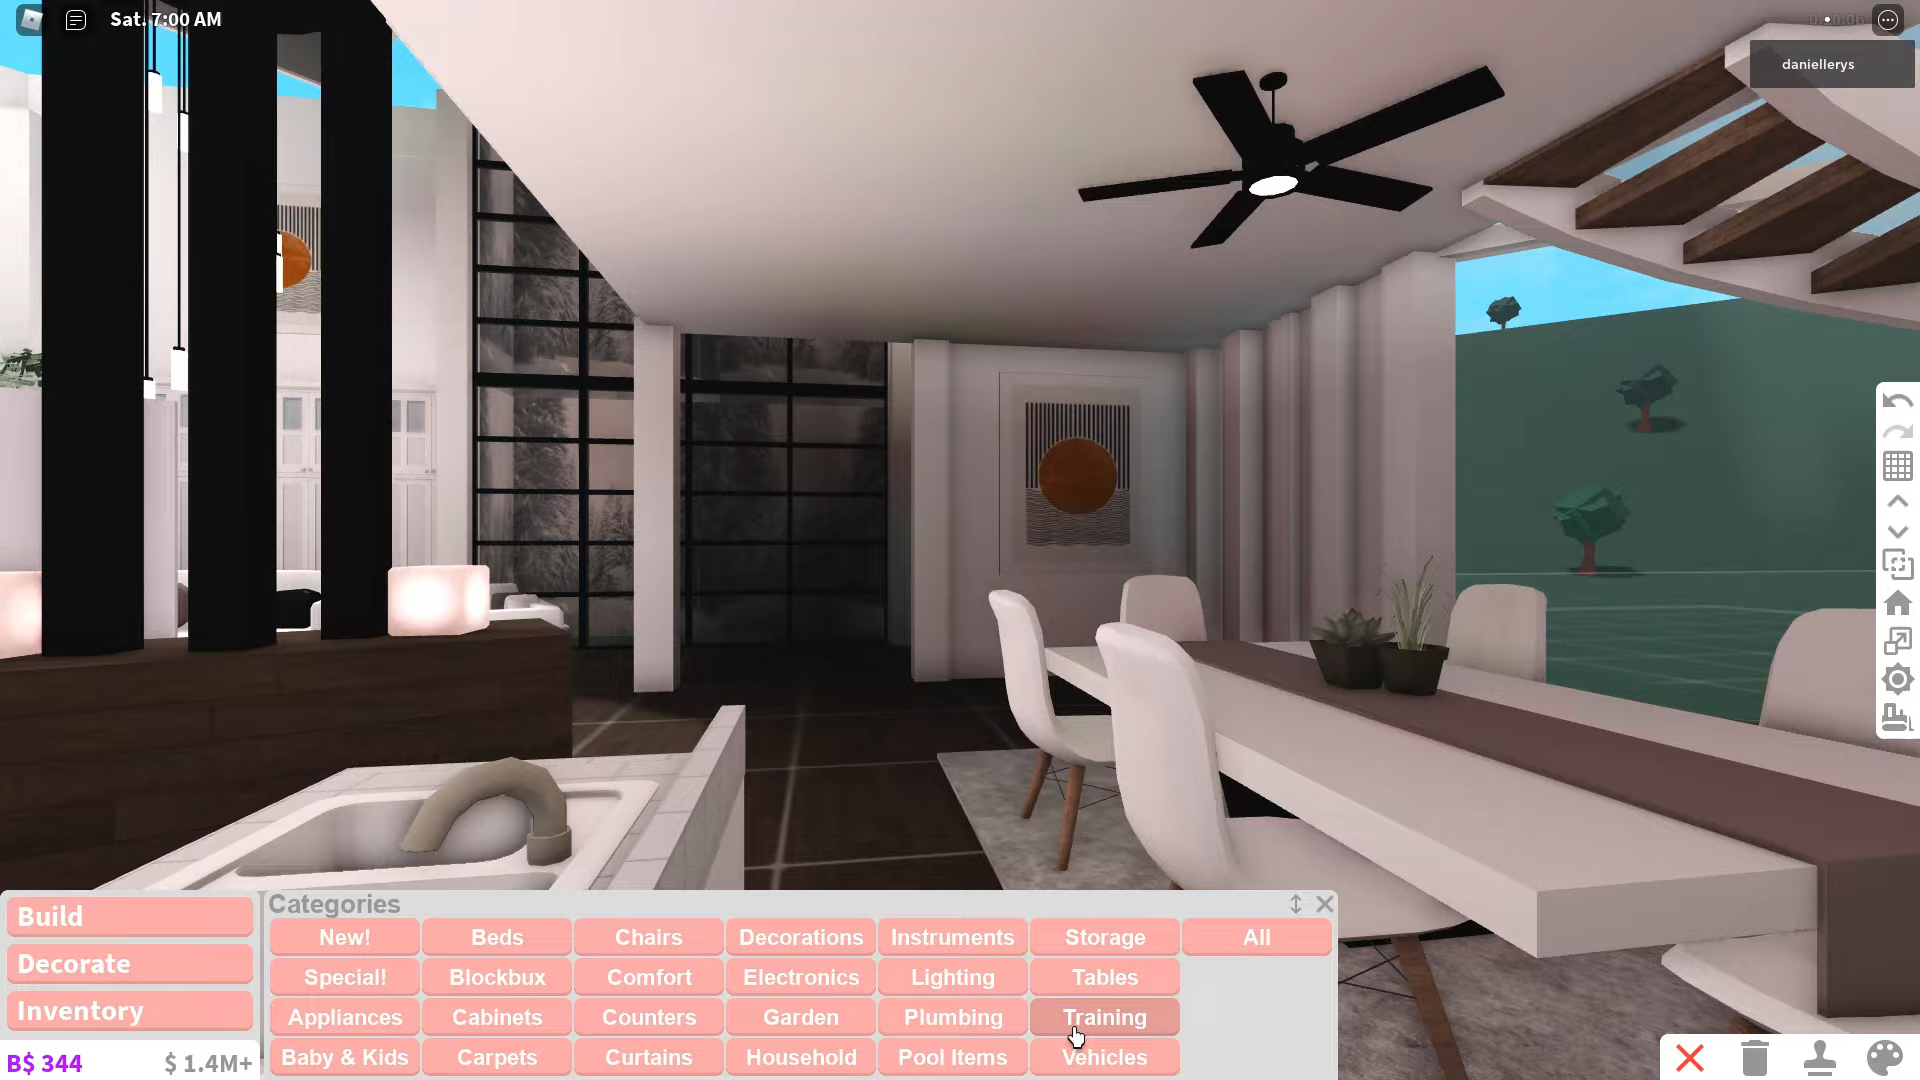 Sat. 7:00 AM
daniellerys
Build
Decorate
Inventory
B$ 344
$ 1.4M+
Categories
New! Beds Chairs Decorations Instruments Storage All
Special! Blockbux Comfort Electronics Lighting Tables
Appliances Cabinets Counters Garden Plumbing Training
Baby & Kids Carpets Curtains Household Pool Items Vehicles